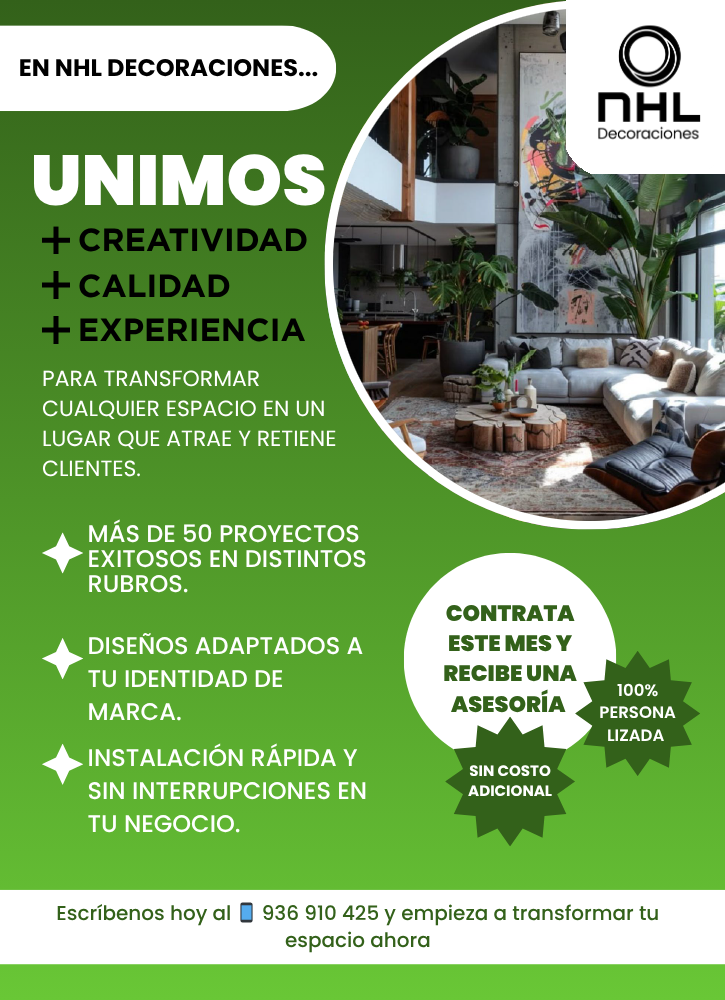 EN NHL DECORACIONES...
NHL
Decoraciones
UNIMOS
+ CREATIVIDAD
+ CALIDAD
+ EXPERIENCIA
PARA TRANSFORMAR
CUALQUIER ESPACIO EN UN
LUGAR QUE ATRAE Y RETIENE
CLIENTES.
MÁS DE 50 PROYECTOS
EXITOSOS EN DISTINTOS
RUBROS.
DISEÑOS ADAPTADOS A
TU IDENTIDAD DE
MARCA.
INSTALACIÓN RÁPIDA Y
SIN INTERRUPCIONES EN
TU NEGOCIO.
CONTRATA
ESTE MES Y
RECIBE UNA
ASESORÍA
100%
PERSONA
LIZADA
SIN COSTO
ADICIONAL
Escríbenos hoy al 📱 936 910 425 y empieza a transformar tu
espacio ahora